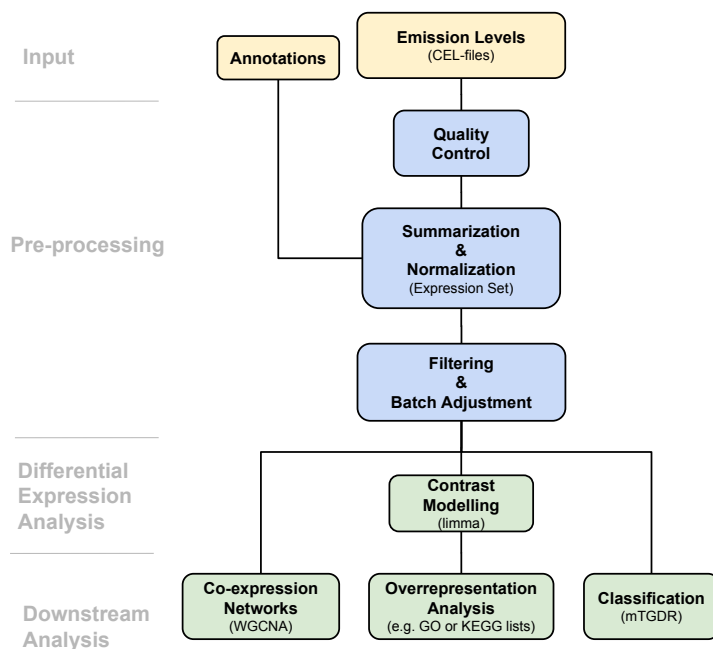 Input
Annotations
Emission Levels
(CEL-files)
Pre-processing
Quality
Control
Summarization
&
Normalization
(Expression Set)
Filtering
&
Batch Adjustment
Differential
Expression
Analysis
Contrast
Modelling
(limma)
Downstream
Analysis
Co-expression
Networks
(WGCNA)
Overrepresentation
Analysis
(e.g. GO or KEGG lists)
Classification
(mTGDR)